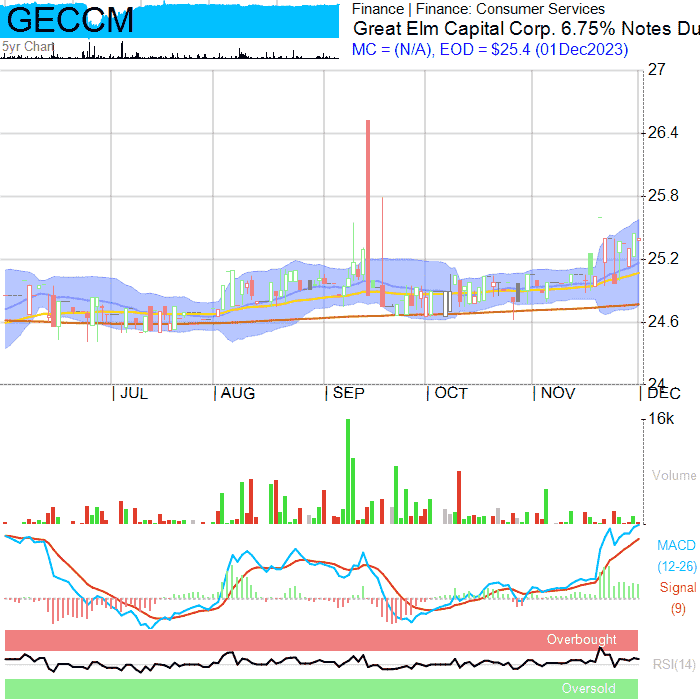 GECCM
Finance | Finance: Consumer Services
Great Elm Capital Corp. 6.75% Notes Du
5yr Chart
MC = (N/A), EOD = $25.4 (01Dec2023)
27
26.4
25.8
25.2
24.6
24
JUL
AUG
SEP
OCT
NOV
DEC
16k
Volume
MACD
(12-26)
Signal
(9)
Overbought
RSI(14)
Oversold